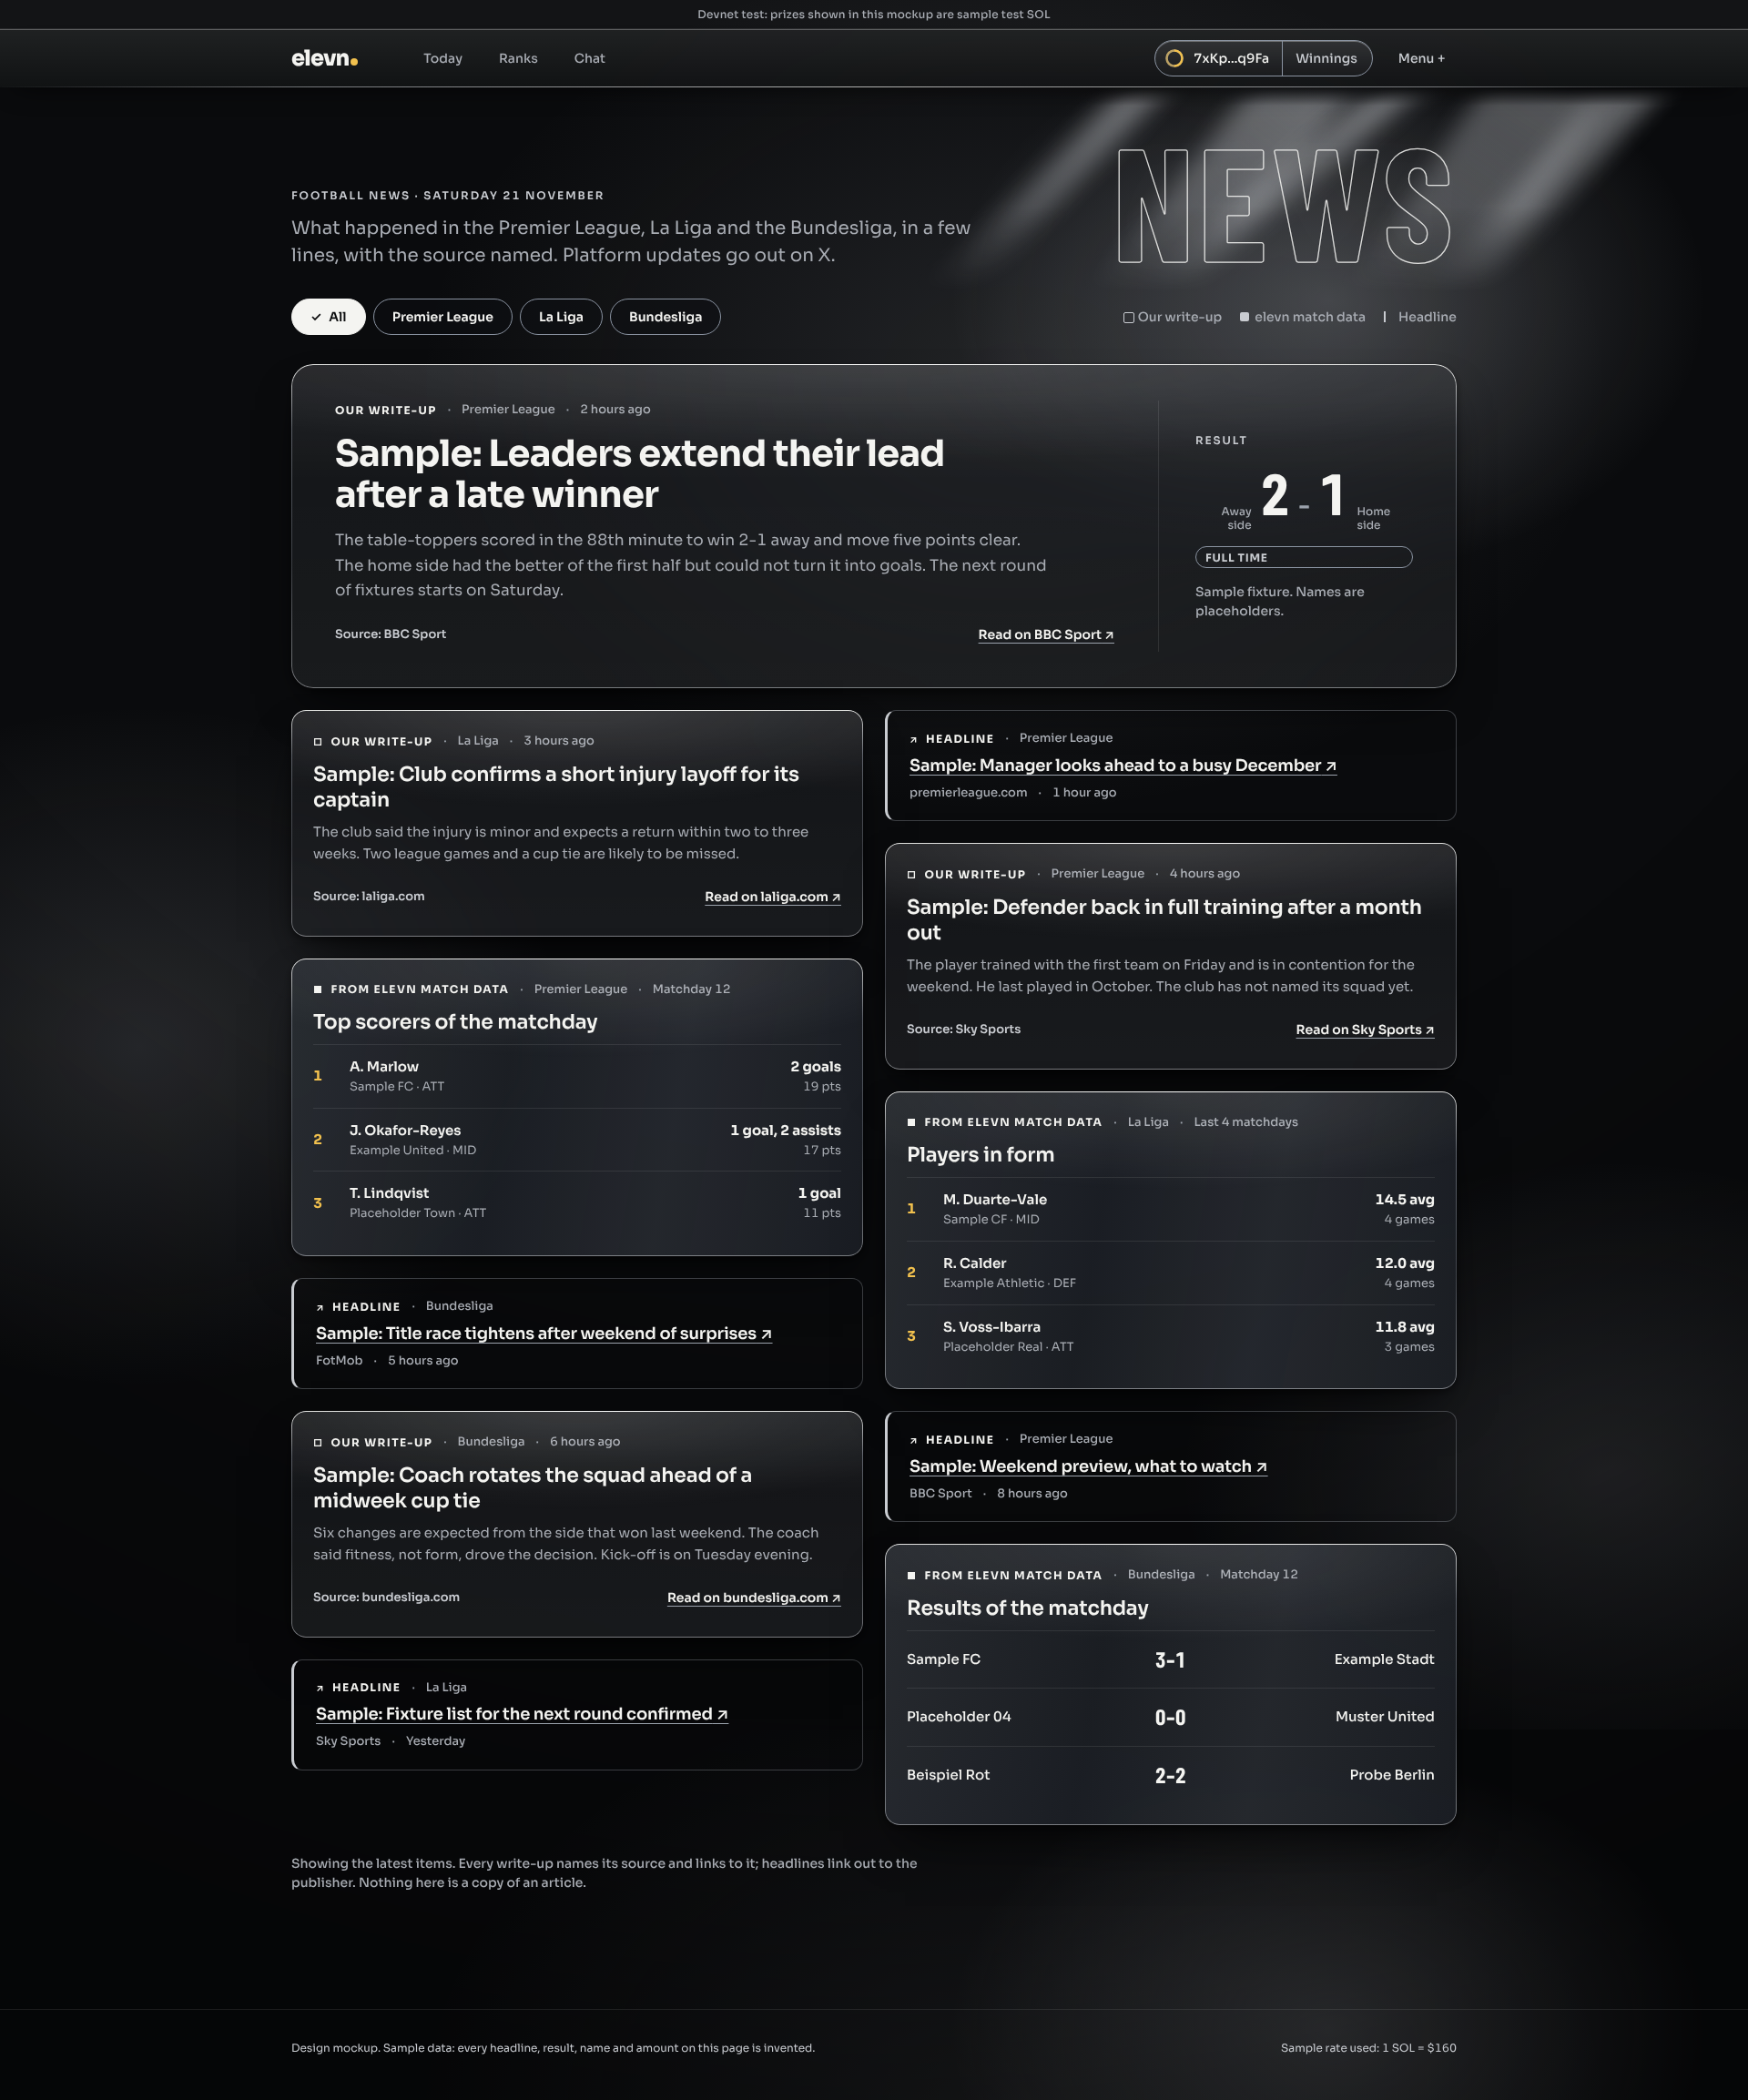 Devnet test: prizes shown in this mockup are sample test SOL
elevn.
Today
Ranks
Chat
7xKp...q9Fa
Winnings
Menu +
NEWS
FOOTBALL NEWS · SATURDAY 21 NOVEMBER
What happened in the Premier League, La Liga and the Bundesliga, in a few
lines, with the source named. Platform updates go out on X.
✓ All
Premier League
La Liga
Bundesliga
Our write-up
elevn match data
Headline
OUR WRITE-UP · Premier League · 2 hours ago
Sample: Leaders extend their lead
after a late winner
The table-toppers scored in the 88th minute to win 2-1 away and move five points clear.
The home side had the better of the first half but could not turn it into goals. The next round
of fixtures starts on Saturday.
Source: BBC Sport
Read on BBC Sport ↗
RESULT
Away
side
2 - 1
Home
side
FULL TIME
Sample fixture. Names are
placeholders.
OUR WRITE-UP · La Liga · 3 hours ago
Sample: Club confirms a short injury layoff for its
captain
The club said the injury is minor and expects a return within two to three
weeks. Two league games and a cup tie are likely to be missed.
Source: laliga.com
Read on laliga.com ↗
FROM ELEVN MATCH DATA · Premier League · Matchday 12
Top scorers of the matchday
1
A. Marlow
Sample FC · ATT
2 goals
19 pts
2
J. Okafor-Reyes
Example United · MID
1 goal, 2 assists
17 pts
3
T. Lindqvist
Placeholder Town · ATT
1 goal
11 pts
↗ HEADLINE · Bundesliga
Sample: Title race tightens after weekend of surprises ↗
FotMob · 5 hours ago
OUR WRITE-UP · Bundesliga · 6 hours ago
Sample: Coach rotates the squad ahead of a
midweek cup tie
Six changes are expected from the side that won last weekend. The coach
said fitness, not form, drove the decision. Kick-off is on Tuesday evening.
Source: bundesliga.com
Read on bundesliga.com ↗
↗ HEADLINE · La Liga
Sample: Fixture list for the next round confirmed ↗
Sky Sports · Yesterday
↗ HEADLINE · Premier League
Sample: Manager looks ahead to a busy December ↗
premierleague.com · 1 hour ago
OUR WRITE-UP · Premier League · 4 hours ago
Sample: Defender back in full training after a month
out
The player trained with the first team on Friday and is in contention for the
weekend. He last played in October. The club has not named its squad yet.
Source: Sky Sports
Read on Sky Sports ↗
FROM ELEVN MATCH DATA · La Liga · Last 4 matchdays
Players in form
1
M. Duarte-Vale
Sample CF · MID
14.5 avg
4 games
2
R. Calder
Example Athletic · DEF
12.0 avg
4 games
3
S. Voss-Ibarra
Placeholder Real · ATT
11.8 avg
3 games
↗ HEADLINE · Premier League
Sample: Weekend preview, what to watch ↗
BBC Sport · 8 hours ago
FROM ELEVN MATCH DATA · Bundesliga · Matchday 12
Results of the matchday
Sample FC 3-1 Example Stadt
Placeholder 04 0-0 Muster United
Beispiel Rot 2-2 Probe Berlin
Showing the latest items. Every write-up names its source and links to it; headlines link out to the
publisher. Nothing here is a copy of an article.
Design mockup. Sample data: every headline, result, name and amount on this page is invented.
Sample rate used: 1 SOL = $160